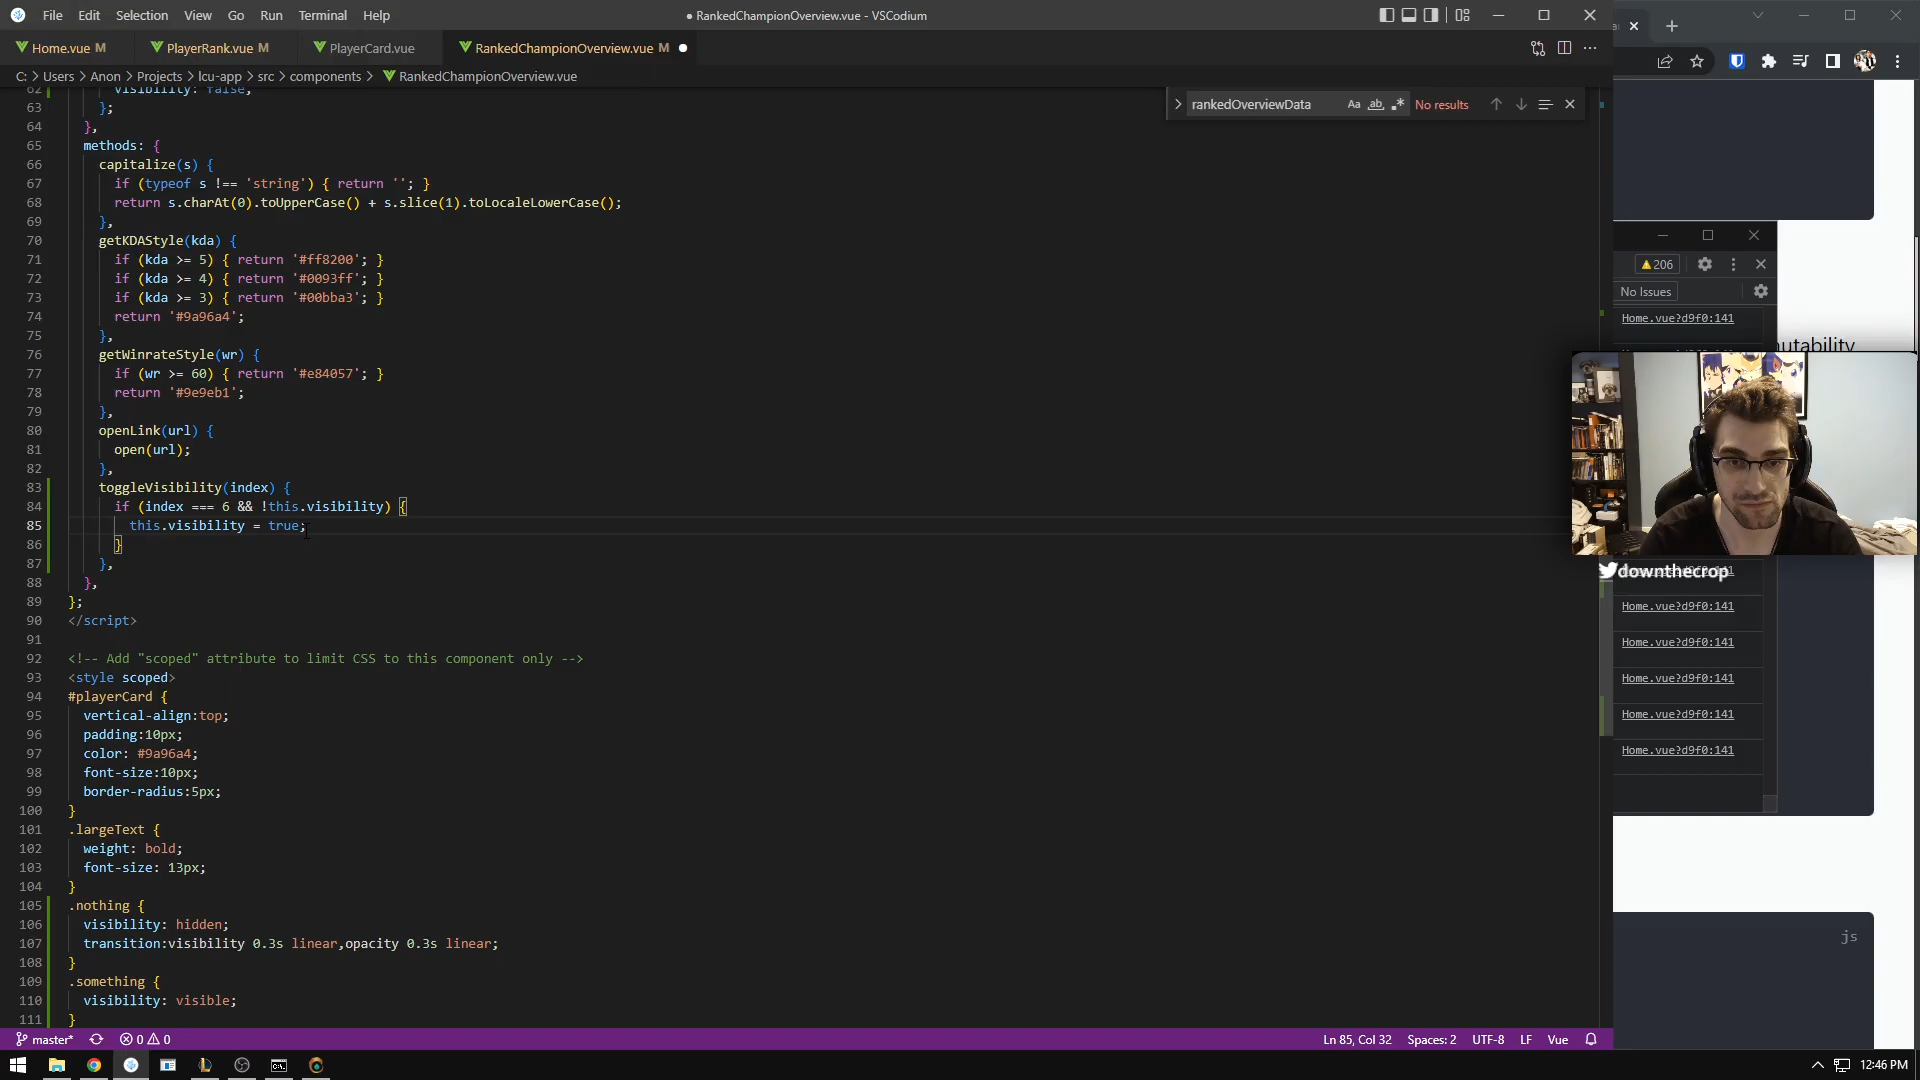 File Edit Selection View Go Run Terminal Help
● RankedChampionOverview.vue - VSCodium
Home.vue M PlayerRank.vue M PlayerCard.vue RankedChampionOverview.vue M
C: > Users > Anon > Projects > lcu-app > src > components > RankedChampionOverview.vue
rankedOverviewData Aa ab .* No results
62 visibility: false,
63 };
64 },
65 methods: {
66 capitalize(s) {
67 if (typeof s !== 'string') { return ''; }
68 return s.charAt(0).toUpperCase() + s.slice(1).toLocaleLowerCase();
69 },
70 getKDAStyle(kda) {
71 if (kda >= 5) { return '#ff8200'; }
72 if (kda >= 4) { return '#0093ff'; }
73 if (kda >= 3) { return '#00bba3'; }
74 return '#9a96a4';
75 },
76 getWinrateStyle(wr) {
77 if (wr >= 60) { return '#e84057'; }
78 return '#9e9eb1';
79 },
80 openLink(url) {
81 open(url);
82 },
83 toggleVisibility(index) {
84 if (index === 6 && !this.visibility) {
85 this.visibility = true;
86 }
87 },
88 },
89 };
90 </script>
91
92 <!-- Add "scoped" attribute to limit CSS to this component only -->
93 <style scoped>
94 #playerCard {
95 vertical-align:top;
96 padding:10px;
97 color: #9a96a4;
98 font-size:10px;
99 border-radius:5px;
100 }
101 .largeText {
102 weight: bold;
103 font-size: 13px;
104 }
105 .nothing {
106 visibility: hidden;
107 transition:visibility 0.3s linear,opacity 0.3s linear;
108 }
109 .something {
110 visibility: visible;
111 }
206
No Issues
Home.vue?d9f0:141
utability
downthecrop
Home.vue?d9f0:141
Home.vue?d9f0:141
Home.vue?d9f0:141
Home.vue?d9f0:141
Home.vue?d9f0:141
js
master* 0 0 Ln 85, Col 32 Spaces: 2 UTF-8 LF Vue
12:46 PM